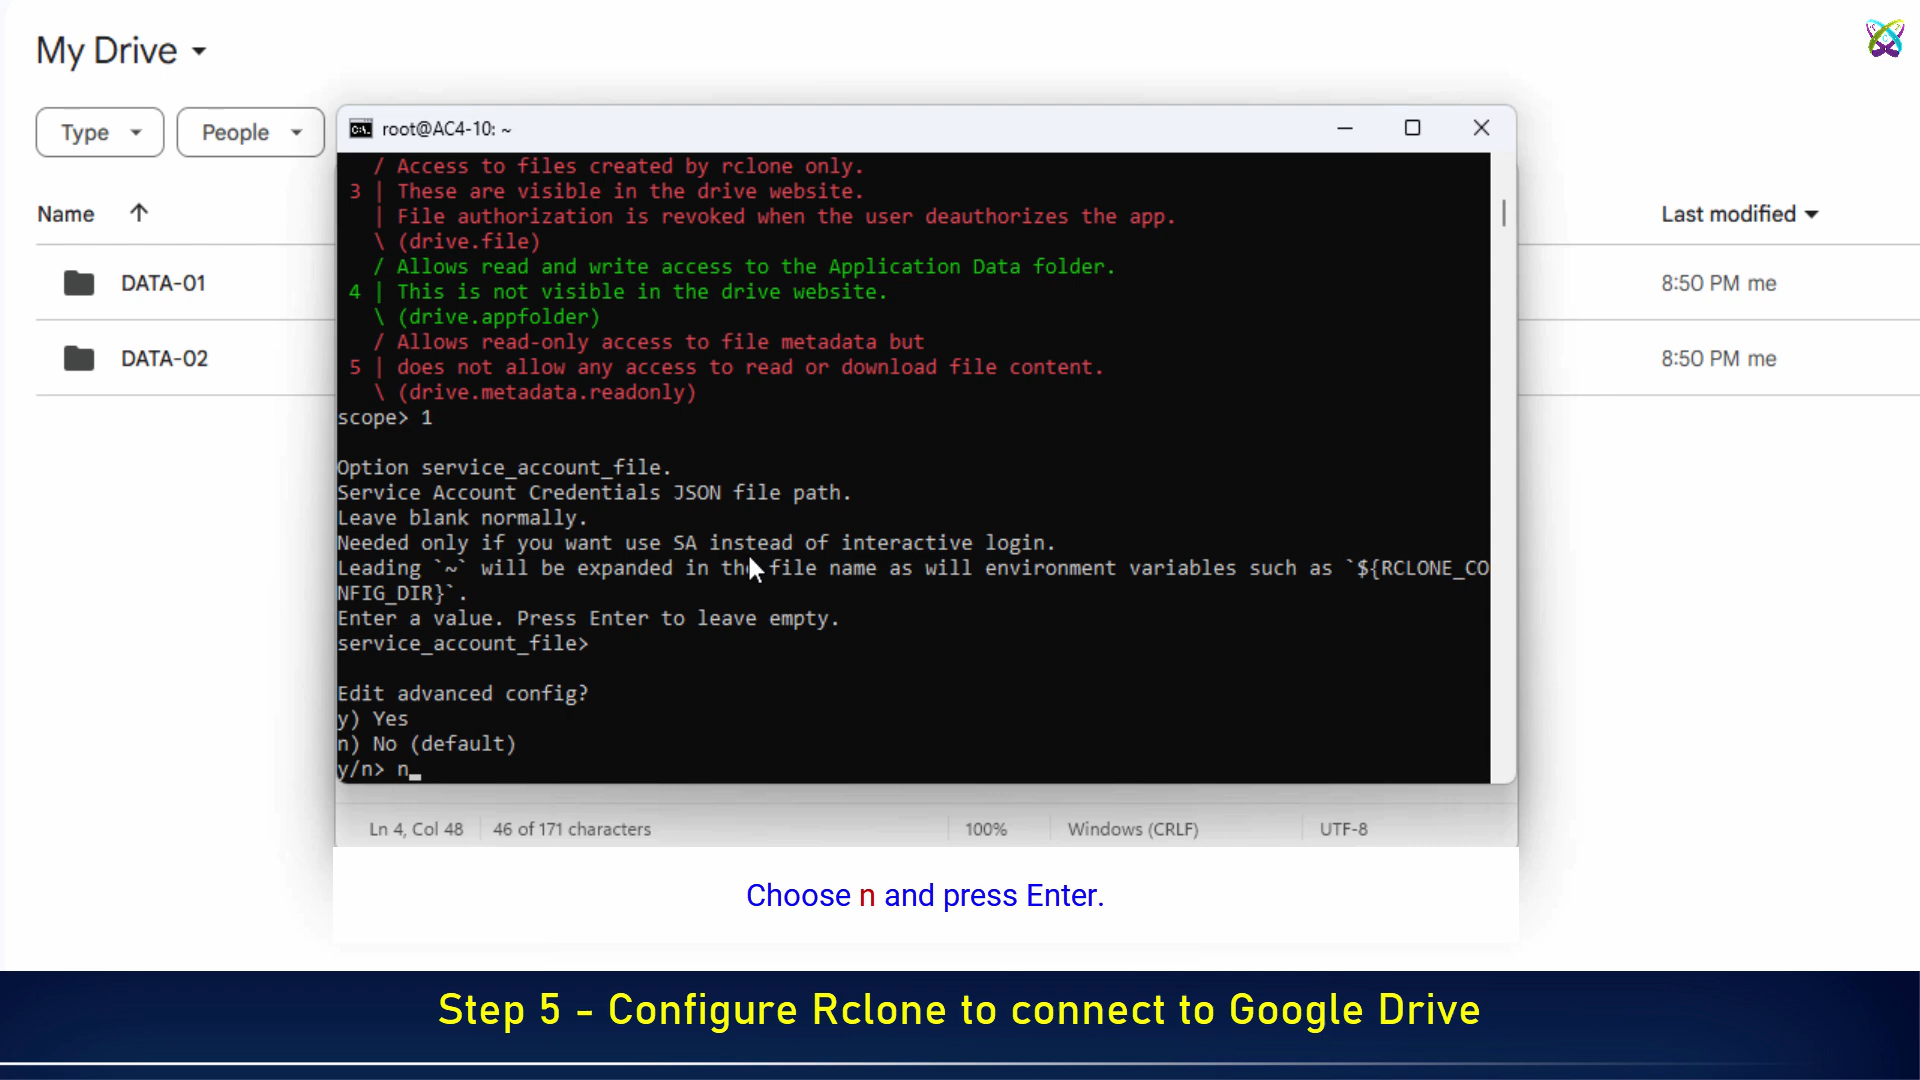 My Drive
Type
People
Name
Last modified
DATA-01
8:50 PM me
DATA-02
8:50 PM me
root@AC4-10: ~
/ Access to files created by rclone only.
3 | These are visible in the drive website.
| File authorization is revoked when the user deauthorizes the app.
\ (drive.file)
/ Allows read and write access to the Application Data folder.
4 | This is not visible in the drive website.
\ (drive.appfolder)
/ Allows read-only access to file metadata but
5 | does not allow any access to read or download file content.
\ (drive.metadata.readonly)
scope> 1
Option service_account_file.
Service Account Credentials JSON file path.
Leave blank normally.
Needed only if you want use SA instead of interactive login.
Leading `~` will be expanded in the file name as will environment variables such as `${RCLONE_CO
NFIG_DIR}`.
Enter a value. Press Enter to leave empty.
service_account_file>
Edit advanced config?
y) Yes
n) No (default)
y/n> n
Ln 4, Col 48
46 of 171 characters
100%
Windows (CRLF)
UTF-8
Choose n and press Enter.
Step 5 - Configure Rclone to connect to Google Drive